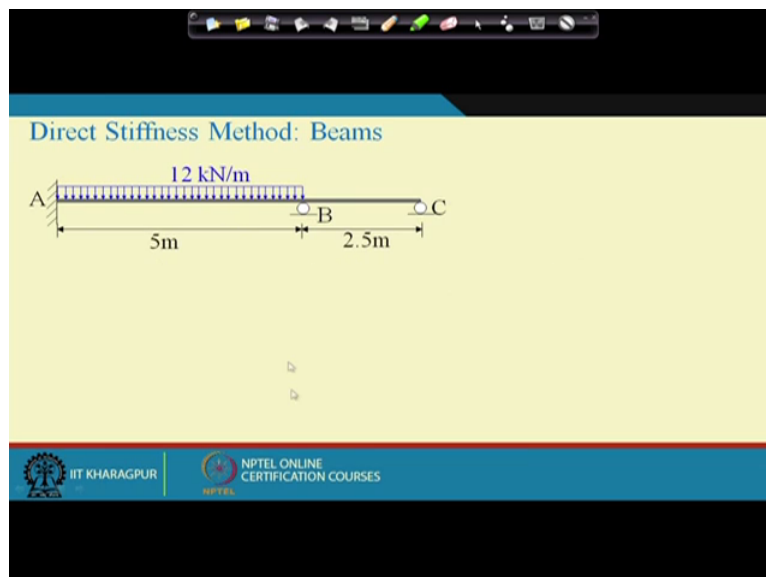 Direct Stiffness Method: Beams
12 kN/m
A
B
C
5m
2.5m
IIT KHARAGPUR
NPTEL
NPTEL ONLINE
CERTIFICATION COURSES